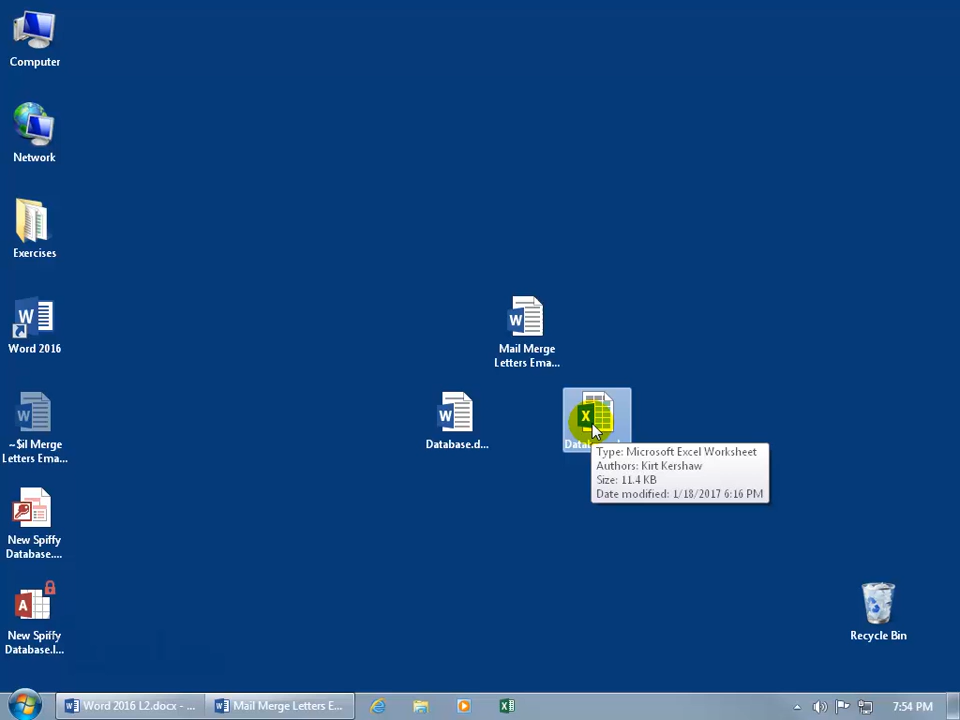 Computer
Network
Exercises
Word 2016
~$il Merge
Letters Ema...
New Spiffy
Database....
New Spiffy
Database.l...
Mail Merge
Letters Ema...
Database.d...
Type: Microsoft Excel Worksheet
Authors: Kirt Kershaw
Size: 11.4 KB
Date modified: 1/18/2017 6:16 PM
Recycle Bin
Word 2016 L2.docx - ...
Mail Merge Letters E...
7:54 PM